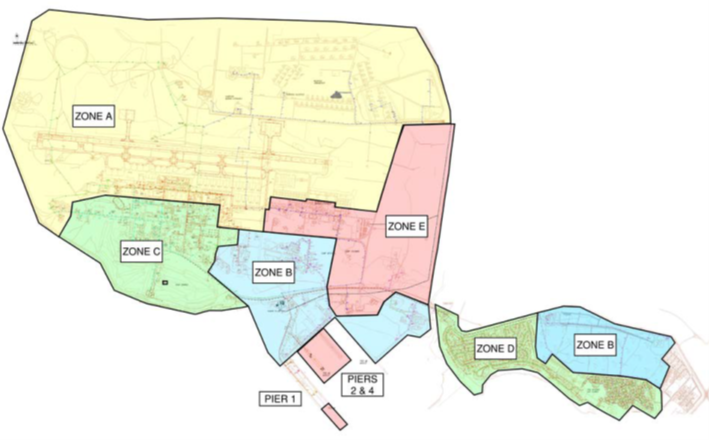 ZONE A
ZONE E
ZONE C
ZONE B
ZONE D
ZONE B
PIERS
2 & 4
PIER 1